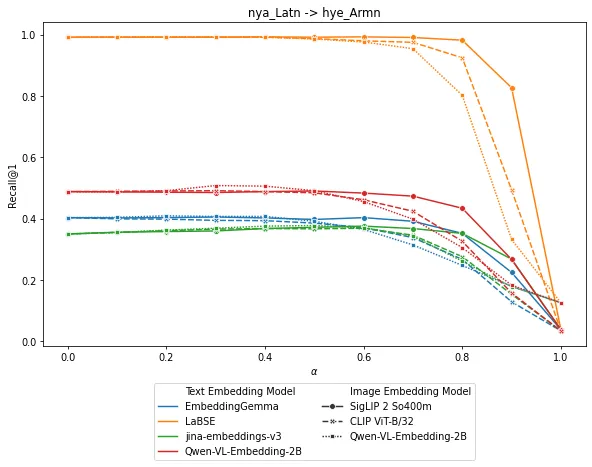 nya_Latn -> hye_Armn
Recall@1
1.0
0.8
0.6
0.4
0.2
0.0
0.0 0.2 0.4 0.6 0.8 1.0
α
Text Embedding Model
EmbeddingGemma
LaBSE
jina-embeddings-v3
Qwen-VL-Embedding-2B
Image Embedding Model
SigLIP 2 So400m
CLIP ViT-B/32
Qwen-VL-Embedding-2B